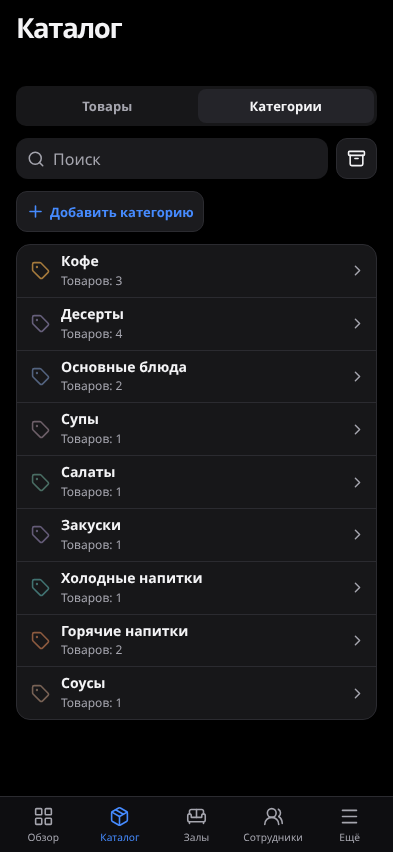 Каталог
Товары
Категории
Поиск
Добавить категорию
Кофе
Товаров: 3
Десерты
Товаров: 4
Основные блюда
Товаров: 2
Супы
Товаров: 1
Салаты
Товаров: 1
Закуски
Товаров: 1
Холодные напитки
Товаров: 1
Горячие напитки
Товаров: 2
Соусы
Товаров: 1
Обзор
Каталог
Залы
Сотрудники
Ещё